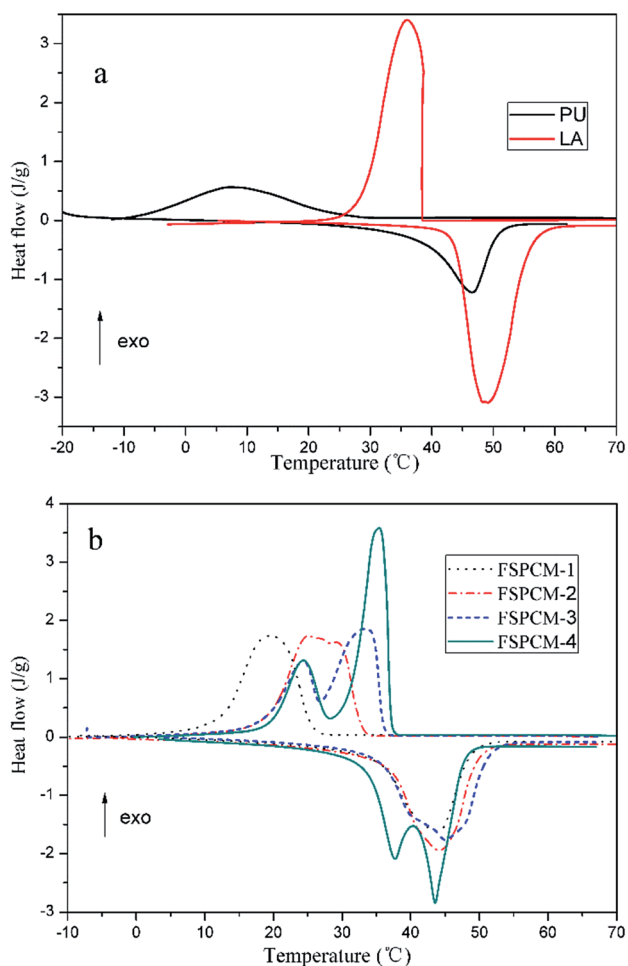 a
PU
LA
3
2
1
0
-1
-2
-3
Heat flow (J/g)
exo
-20 -10 0 10 20 30 40 50 60 70
Temperature (℃)
b
FSPCM-1
FSPCM-2
FSPCM-3
FSPCM-4
4
3
2
1
0
-1
-2
-3
Heat flow (J/g)
exo
-10 0 10 20 30 40 50 60 70
Temperature (℃)